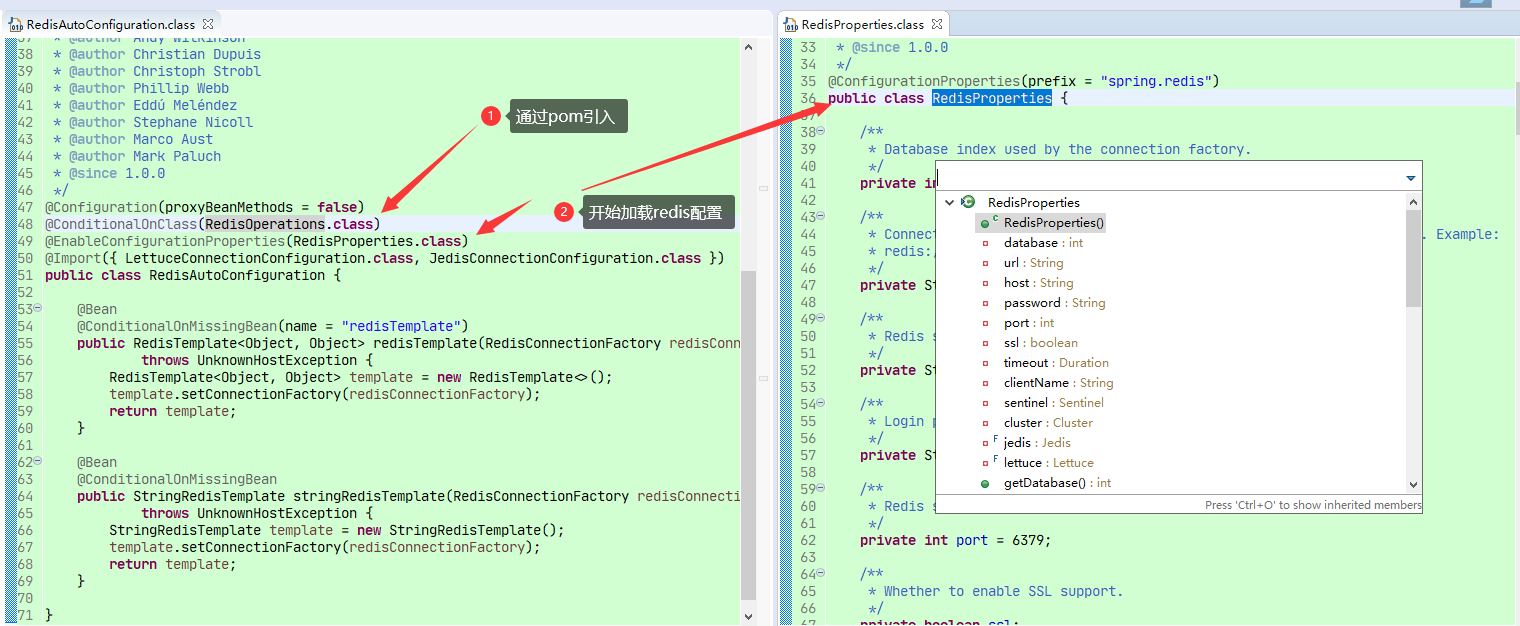 RedisAutoConfiguration.class
37 * @author Andy Wilkinson
38 * @author Christian Dupuis
39 * @author Christoph Strobl
40 * @author Phillip Webb
41 * @author Eddú Meléndez
42 * @author Stephane Nicoll
43 * @author Marco Aust
44 * @author Mark Paluch
45 * @since 1.0.0
46 */
47 @Configuration(proxyBeanMethods = false)
48 @ConditionalOnClass(RedisOperations.class)
49 @EnableConfigurationProperties(RedisProperties.class)
50 @Import({ LettuceConnectionConfiguration.class, JedisConnectionConfiguration.class })
51 public class RedisAutoConfiguration {
52
53 @Bean
54 @ConditionalOnMissingBean(name = "redisTemplate")
55 public RedisTemplate<Object, Object> redisTemplate(RedisConnectionFactory redisConn
56 throws UnknownHostException {
57 RedisTemplate<Object, Object> template = new RedisTemplate<>();
58 template.setConnectionFactory(redisConnectionFactory);
59 return template;
60 }
61
62 @Bean
63 @ConditionalOnMissingBean
64 public StringRedisTemplate stringRedisTemplate(RedisConnectionFactory redisConnecti
65
66 throws UnknownHostException {
66 StringRedisTemplate template = new StringRedisTemplate();
67 template.setConnectionFactory(redisConnectionFactory);
68 return template;
69 }
70
71 }
1 通过pom引入
2 开始加载redis配置
RedisProperties.class
33 * @since 1.0.0
34 */
35 @ConfigurationProperties(prefix = "spring.redis")
36 public class RedisProperties {
37
38 /**
39 * Database index used by the connection factory.
40 */
41 private in
42
43 /**
44 * Connec . Example:
45 * redis:
46 */
47 private St
48
49 /**
50 * Redis s
51 */
52 private St
53
54 /**
55 * Login p
56 */
57 private St
58
59 /**
60 * Redis s
61 */
62 private int port = 6379;
63
64 /**
65 * Whether to enable SSL support.
66 */
67 private boolean ssl;
RedisProperties
RedisProperties()
database : int
url : String
host : String
password : String
port : int
ssl : boolean
timeout : Duration
clientName : String
sentinel : Sentinel
cluster : Cluster
jedis : Jedis
lettuce : Lettuce
getDatabase() : int
Press 'Ctrl+O' to show inherited members